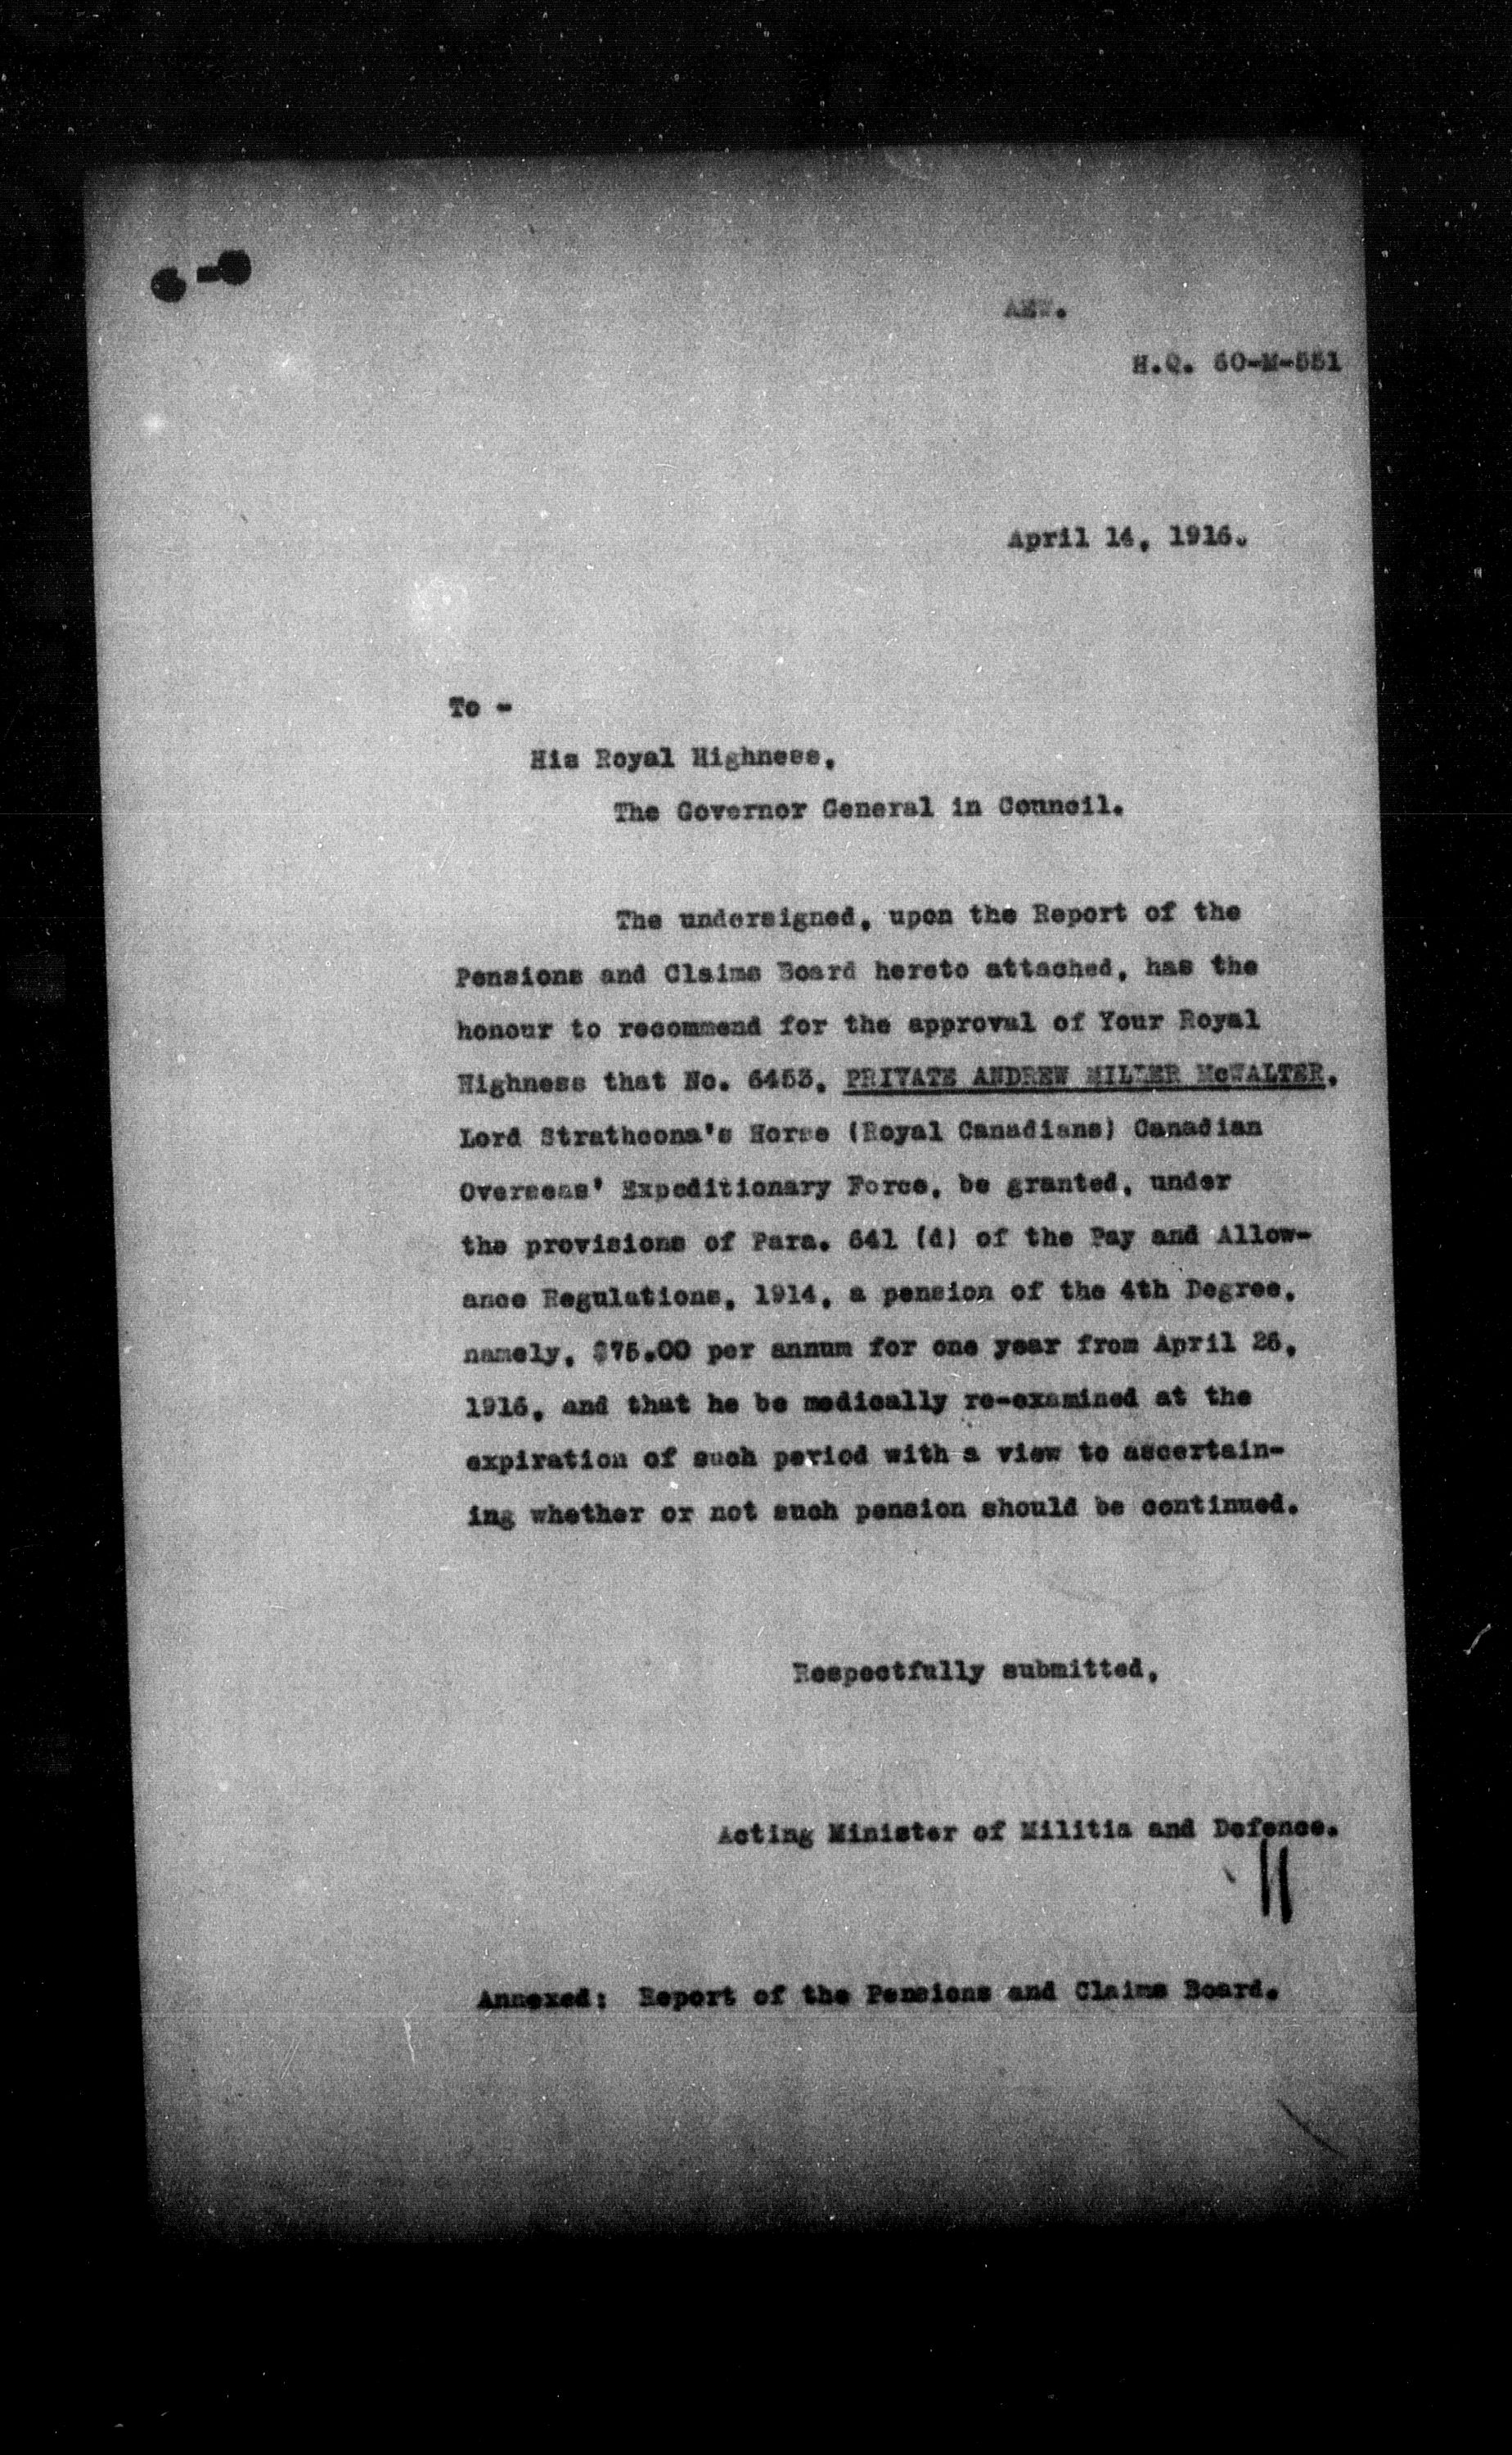 H.Q. 60-M-551
April 14, 1916.
To -
His Royal Highness,
The Governor General in Council.
The undersigned, upon the Report of the
Pensions and Claims Board hereto attached, has the
honour to recommend for the approval of Your Royal
Highness that No. 6453, PRIVATE ANDREW MILLER McWALTER,
Lord Strathcona's Horse (Royal Canadians) Canadian
Overseas' Expeditionary Force, be granted, under
the provisions of Para. 641 (d) of the Pay and Allow-
ance Regulations, 1914, a pension of the 4th Degree,
namely, $75.00 per annum for one year from April 26,
1916, and that he be medically re-examined at the
expiration of such period with a view to ascertain-
ing whether or not such pension should be continued.
Respectfully submitted,
Acting Minister of Militia and Defence.
Annexed: Report of the Pensions and Claims Board.